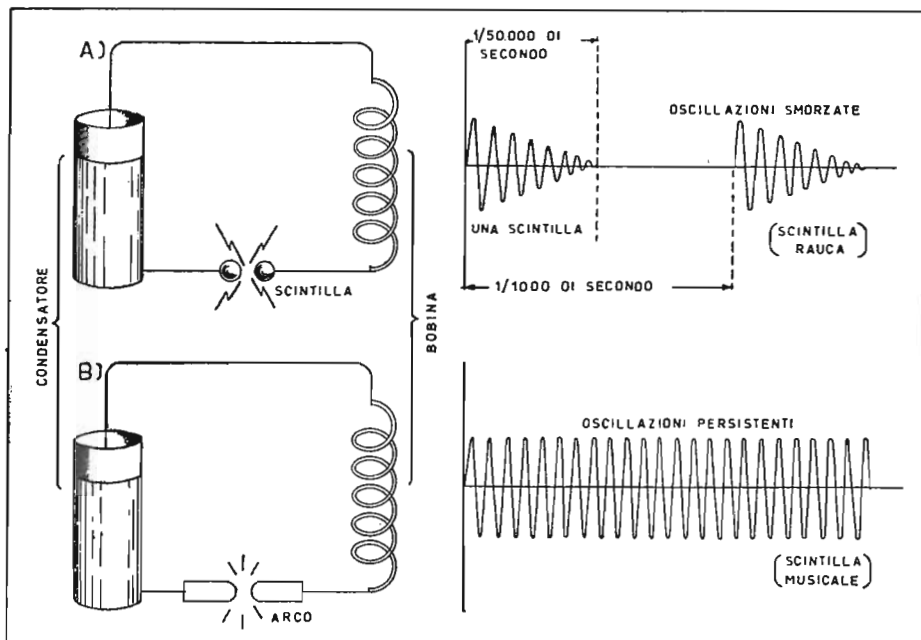 A)
1/50.000 DI
SECONDO
OSCILLAZIONI SMORZATE
UNA SCINTILLA
(SCINTILLA
RAUCA)
1/1000 DI SECONDO
SCINTILLA
CONDENSATORE
BOBINA
B)
OSCILLAZIONI PERSISTENTI
(SCINTILLA
MUSICALE)
ARCO